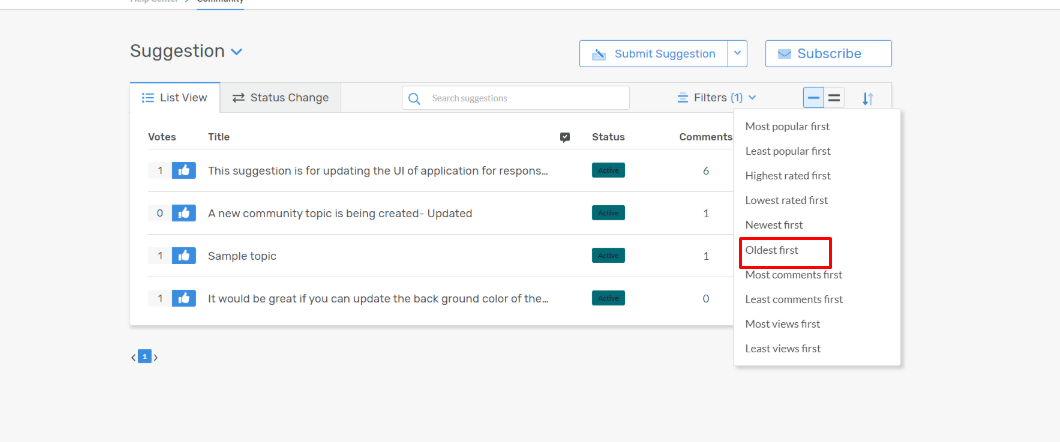 Help Center > Community
Suggestion
Submit Suggestion
Subscribe
List View
Status Change
Search suggestions
Filters (1)
Votes Title Status Comments
1 This suggestion is for updating the UI of application for respons... Active 6
0 A new community topic is being created- Updated Active 1
1 Sample topic Active 1
1 It would be great if you can update the back ground color of the... Active 0
Most popular first
Least popular first
Highest rated first
Lowest rated first
Newest first
Oldest first
Most comments first
Least comments first
Most views first
Least views first
< 1 >